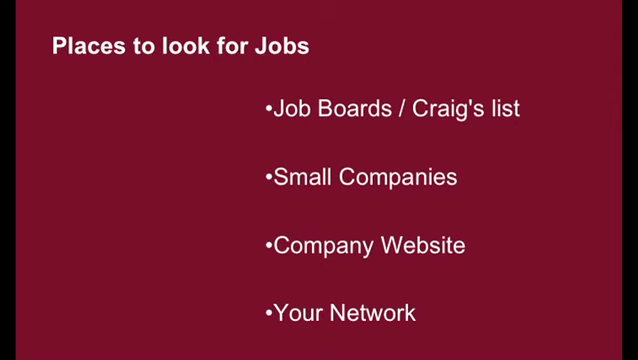 Places to look for Jobs
•Job Boards / Craig's list
•Small Companies
•Company Website
•Your Network